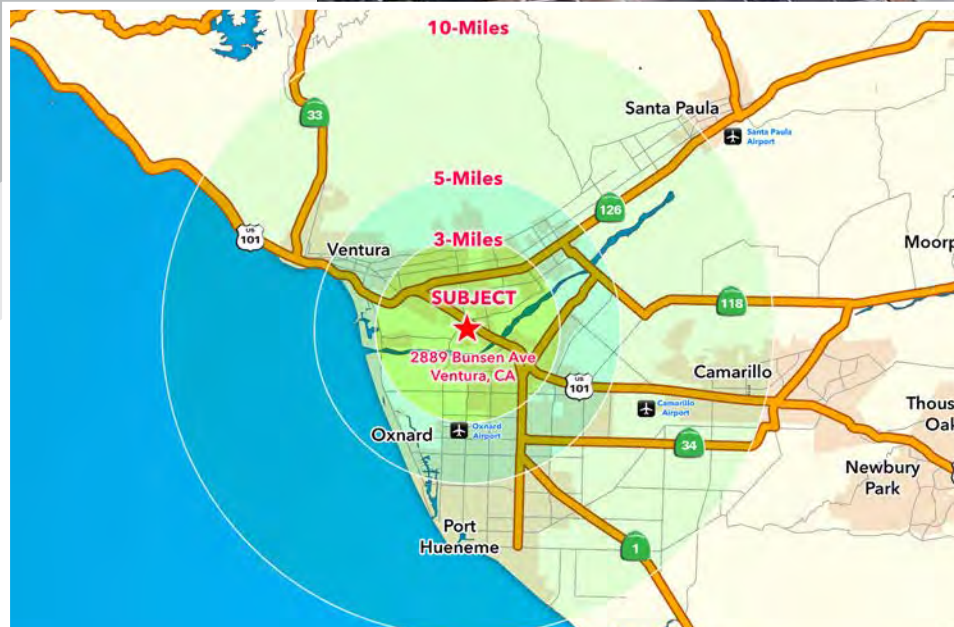 10-Miles
33
Santa Paula
Santa Paula
Airport
5-Miles
126
US
101
Ventura
3-Miles
SUBJECT
2889 Bunsen Ave
Ventura, CA
118
Camarillo
US
101
Camarillo
Airport
Oxnard
Oxnard
Airport
34
Newbury
Park
Port
Hueneme
1
Moorp
Thous
Oak